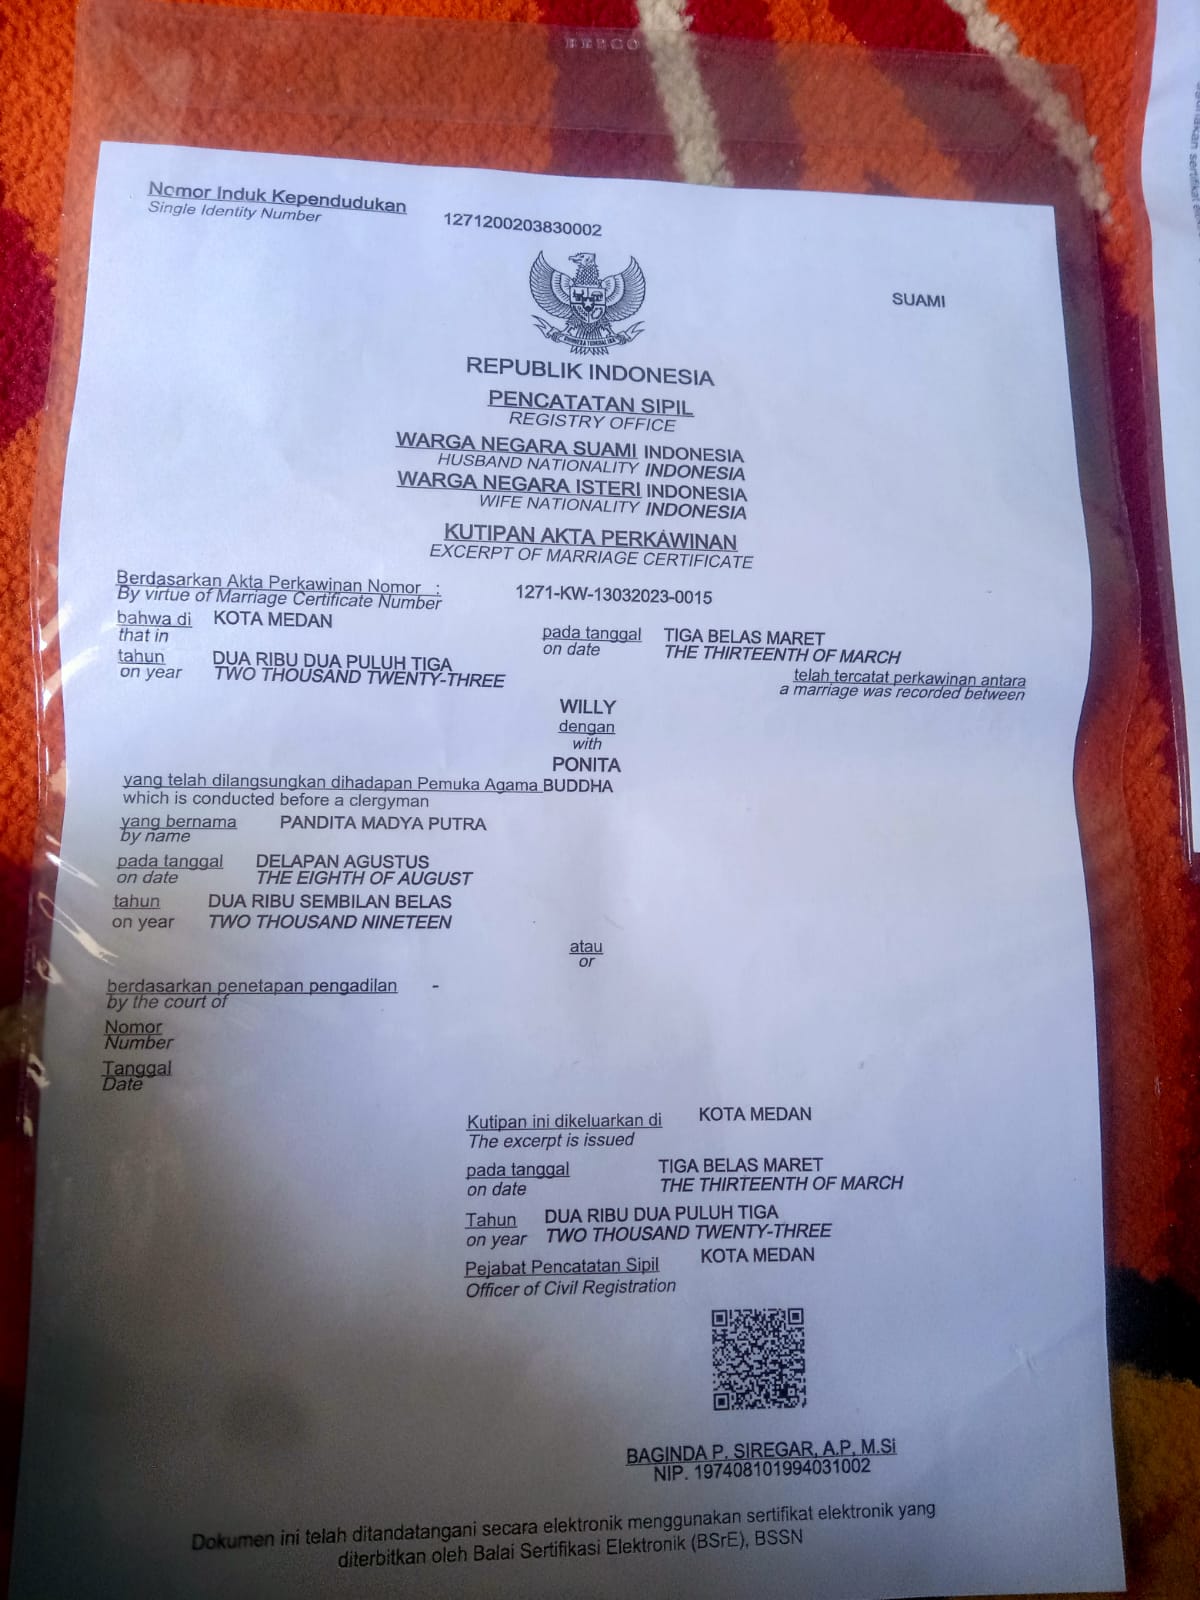 BEPCO
Nomor Induk Kependudukan
Single Identity Number
1271200203830002
SUAMI
BHINNEKA TUNGGAL IKA
REPUBLIK INDONESIA
PENCATATAN SIPIL
REGISTRY OFFICE
WARGA NEGARA SUAMI INDONESIA
HUSBAND NATIONALITY INDONESIA
WARGA NEGARA ISTERI INDONESIA
WIFE NATIONALITY INDONESIA
KUTIPAN AKTA PERKAWINAN
EXCERPT OF MARRIAGE CERTIFICATE
Berdasarkan Akta Perkawinan Nomor : 1271-KW-13032023-0015
By virtue of Marriage Certificate Number
bahwa di KOTA MEDAN pada tanggal TIGA BELAS MARET
that in on date THE THIRTEENTH OF MARCH
tahun DUA RIBU DUA PULUH TIGA telah tercatat perkawinan antara
on year TWO THOUSAND TWENTY-THREE a marriage was recorded between
WILLY
dengan
with
PONITA
yang telah dilangsungkan dihadapan Pemuka Agama BUDDHA
which is conducted before a clergyman
yang bernama PANDITA MADYA PUTRA
by name
pada tanggal DELAPAN AGUSTUS
on date THE EIGHTH OF AUGUST
tahun DUA RIBU SEMBILAN BELAS
on year TWO THOUSAND NINETEEN
atau
or
berdasarkan penetapan pengadilan -
by the court of
Nomor
Number
Tanggal
Date
Kutipan ini dikeluarkan di KOTA MEDAN
The excerpt is issued
pada tanggal TIGA BELAS MARET
on date THE THIRTEENTH OF MARCH
Tahun DUA RIBU DUA PULUH TIGA
on year TWO THOUSAND TWENTY-THREE
Pejabat Pencatatan Sipil KOTA MEDAN
Officer of Civil Registration
BAGINDA P. SIREGAR, A.P, M.Si
NIP. 197408101994031002
Dokumen ini telah ditandatangani secara elektronik menggunakan sertifikat elektronik yang
diterbitkan oleh Balai Sertifikasi Elektronik (BSrE), BSSN